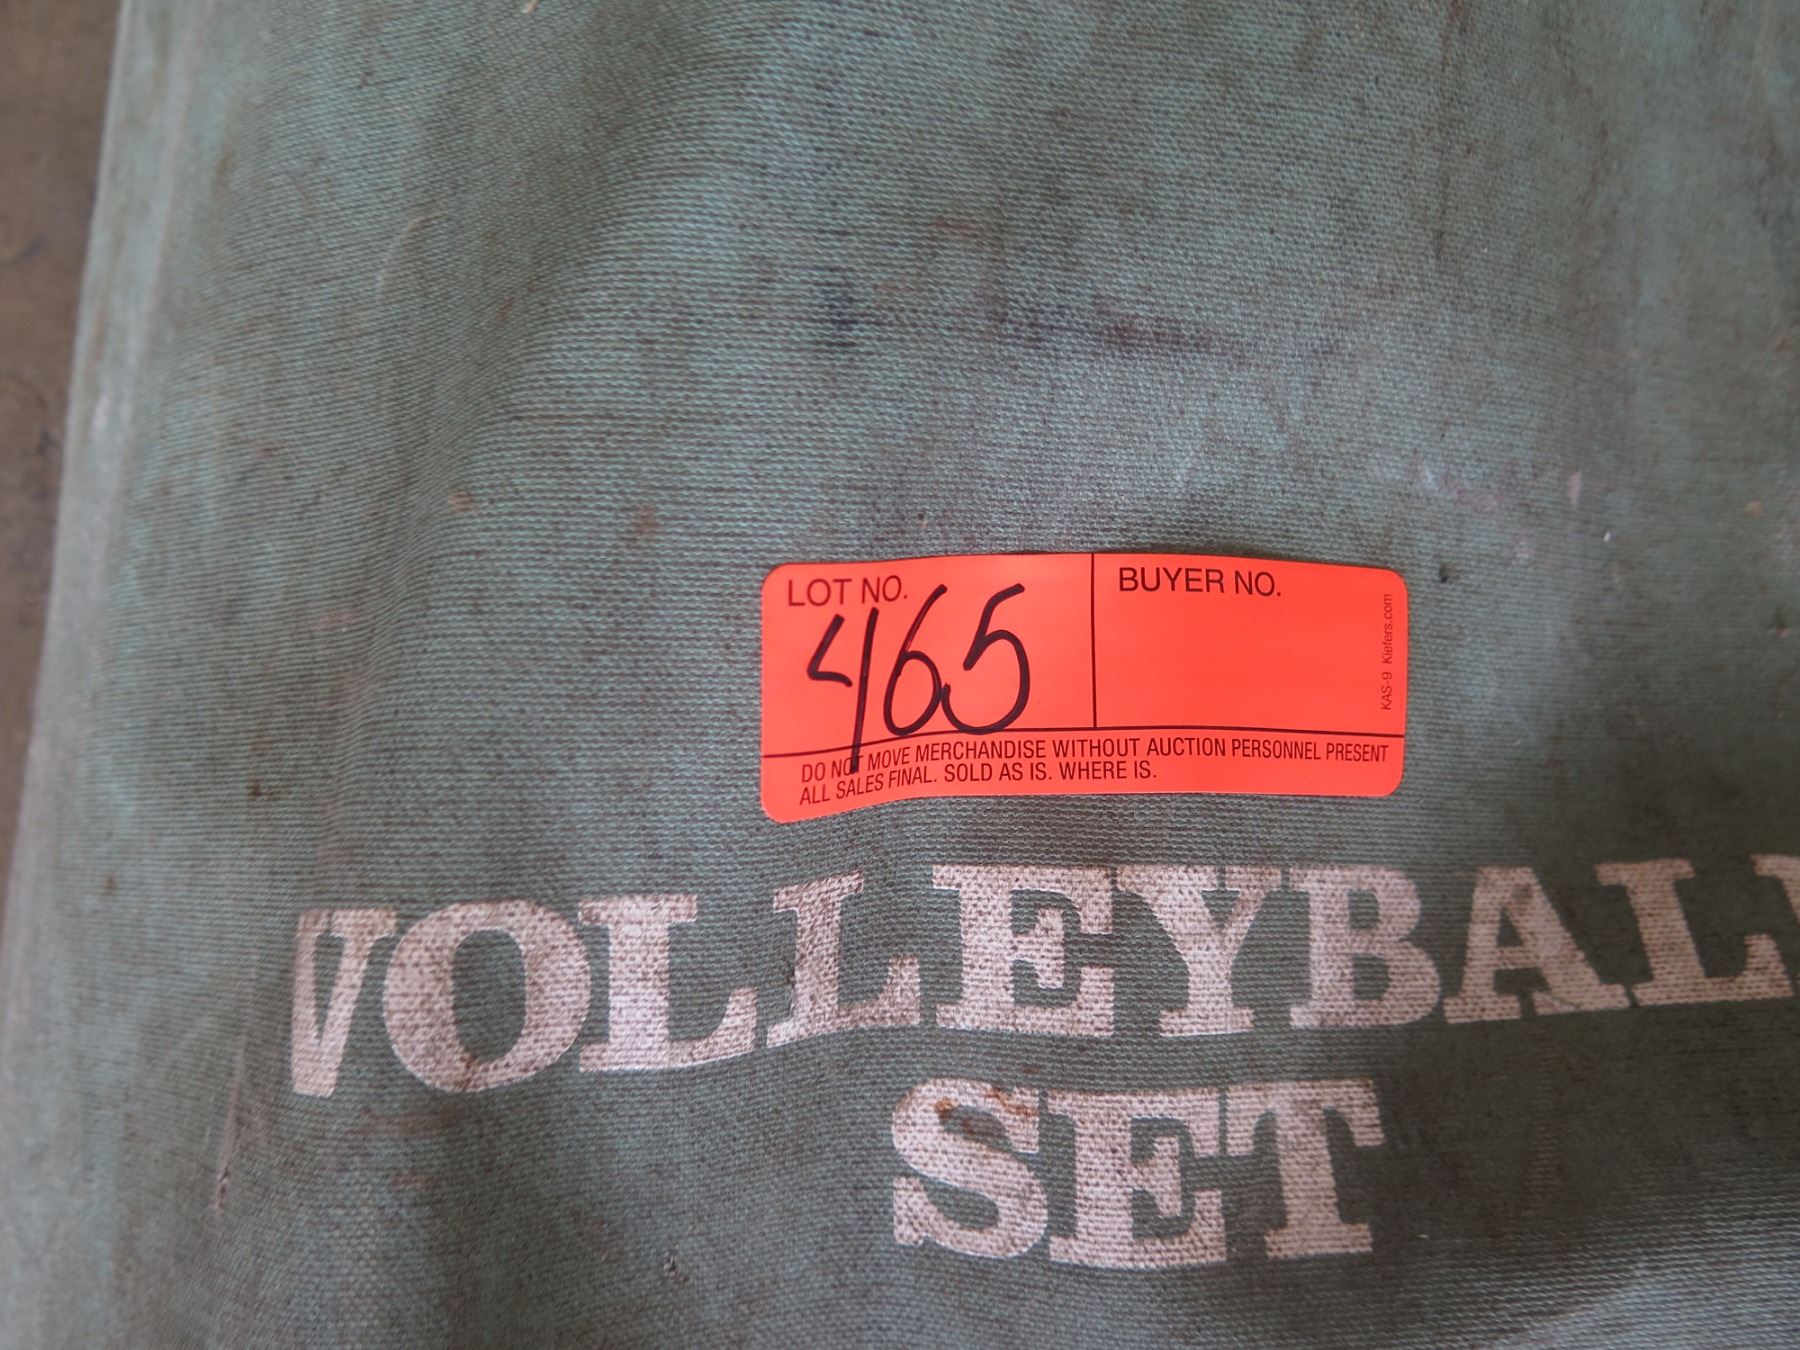 LOT NO.
465
BUYER NO.
KAS-9 Kiefers.com
DO NOT MOVE MERCHANDISE WITHOUT AUCTION PERSONNEL PRESENT
ALL SALES FINAL. SOLD AS IS. WHERE IS.
VOLLEYBALL
SET